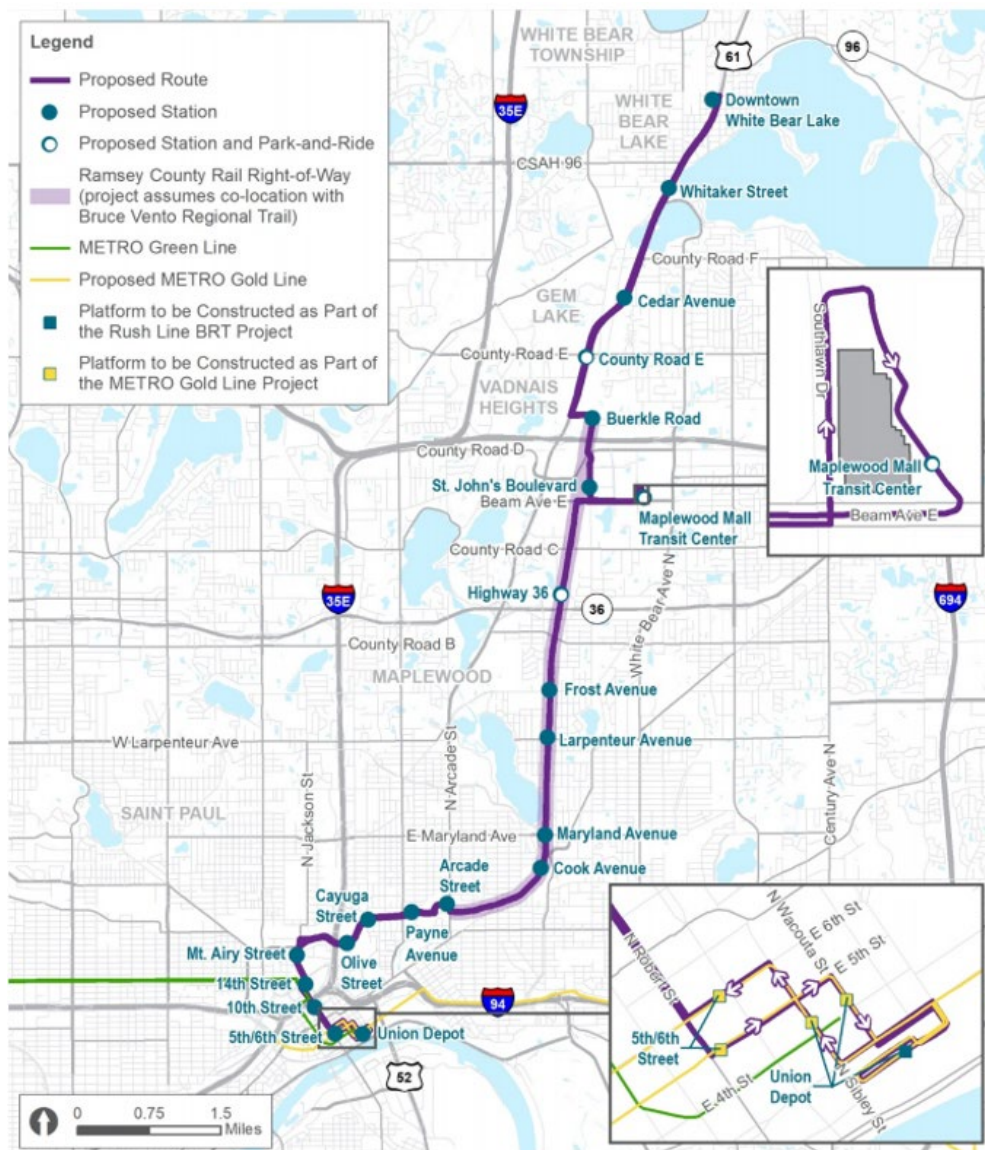 Legend
Proposed Route
Proposed Station
Proposed Station and Park-and-Ride
Ramsey County Rail Right-of-Way
(project assumes co-location with
Bruce Vento Regional Trail)
METRO Green Line
Proposed METRO Gold Line
Platform to be Constructed as Part of
the Rush Line BRT Project
Platform to be Constructed as Part of
the METRO Gold Line Project
WHITE BEAR
TOWNSHIP
61
96
35E
WHITE
BEAR
LAKE
Downtown
White Bear Lake
CSAH 96
Whitaker Street
County Road F
GEM
LAKE
Cedar Avenue
County Road E
County Road E
VADNAIS
HEIGHTS
Buerkle Road
County Road D
St. John's Boulevard
Beam Ave E
Maplewood Mall
Transit Center
County Road C
Highway 36
36
35E
694
White Bear Ave N
County Road B
MAPLEWOOD
Frost Avenue
W Larpenteur Ave
Larpenteur Avenue
N Arcade St
N Jackson St
Century Ave N
SAINT PAUL
E Maryland Ave
Maryland Avenue
Arcade
Street
Cook Avenue
Cayuga
Street
Payne
Avenue
Mt. Airy Street
Olive
Street
14th Street
10th Street
94
5th/6th Street
Union Depot
52
0 0.75 1.5
Miles
Southlawn Dr
Maplewood Mall
Transit Center
Beam Ave E
N Robert St
N Wacouta St
E 6th St
E 5th St
5th/6th
Street
E 4th St
Union
Depot
N Sibley St